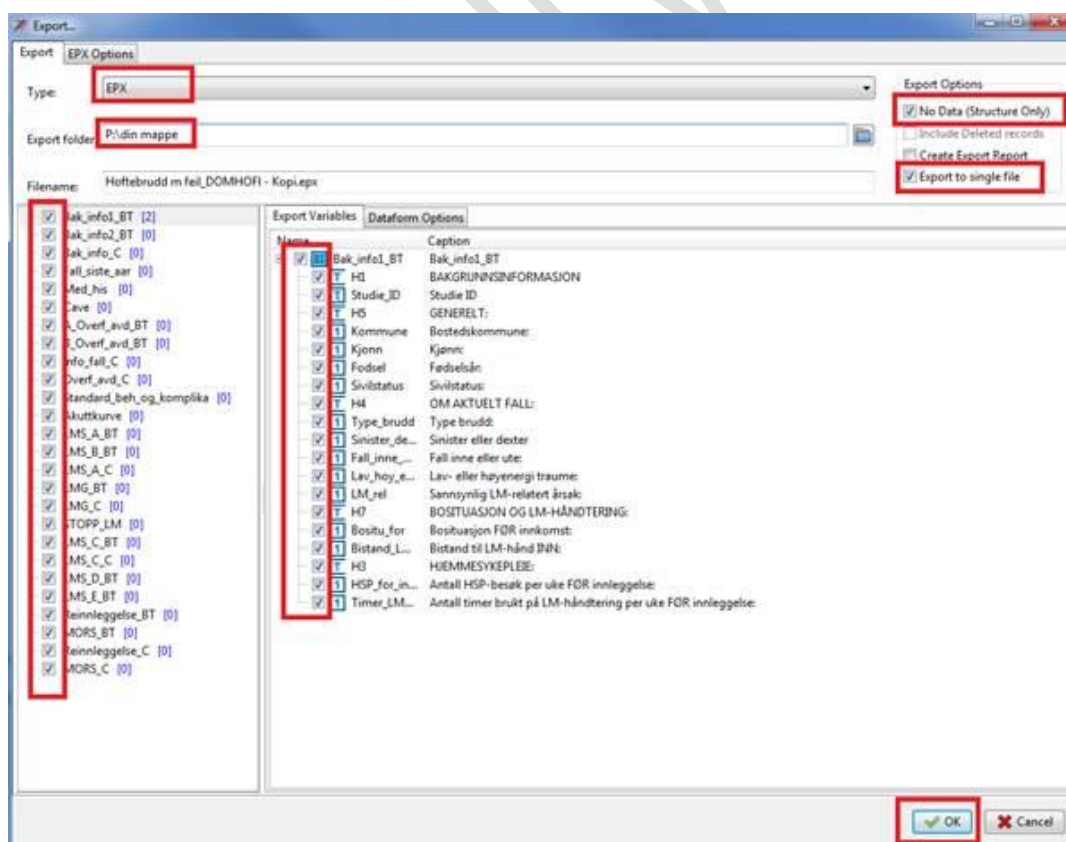 Export...
Export EPX Options
Type: EPX
Export folder P:\din mappe
Filename: Hoftebrudd m feil_DOMHOFI - Kopi.epx
Export Options
No Data (Structure Only)
Include Deleted records
Create Export Report
Export to single file
Bak_info1_BT [2]
Bak_info2_BT [0]
Bak_info_C [0]
Fall_siste_aar [0]
Med_his [0]
Cave [0]
_Overf_avd_BT [0]
_Overf_avd_BT [0]
nfo_fall_C [0]
Overf_avd_C [0]
Standard_beh_og_komplika [0]
Akuttkurve [0]
LMS_A_BT [0]
LMS_B_BT [0]
LMS_A_C [0]
LMG_BT [0]
LMG_C [0]
STOPP_LM [0]
LMS_C_BT [0]
LMS_C_C [0]
LMS_D_BT [0]
LMS_E_BT [0]
Reinnleggelse_BT [0]
MORS_BT [0]
Reinnleggelse_C [0]
MORS_C [0]
Export Variables Dataform Options
Name Caption
Bak_info1_BT Bak_info1_BT
H1 BAKGRUNNSINFORMASJON
Studie_ID Studie ID
H5 GENERELT:
Kommune Bostedskommune:
Kjonn Kjønn:
Fodsel Fødselsår:
Sivilstatus Sivilstatus:
H4 OM AKTUELT FALL:
Type_brudd Type brudd:
Sinister_de... Sinister eller dexter
Fall_inne_... Fall inne eller ute:
Lav_hoy_e... Lav- eller høyenergi traume:
LM_rel Sannsynlig LM-relatert årsak:
H7 BOSITUASJON OG LM-HÅNDTERING:
Bositu_for Bosituasjon FØR innkomst:
Bistand_L... Bistand til LM-hånd INN:
H3 HJEMMESYKEPLEIE:
HSP_for_in... Antall HSP-besøk per uke FØR innleggelse:
Timer_LM... Antall timer brukt på LM-håndtering per uke FØR innleggelse:
OK Cancel